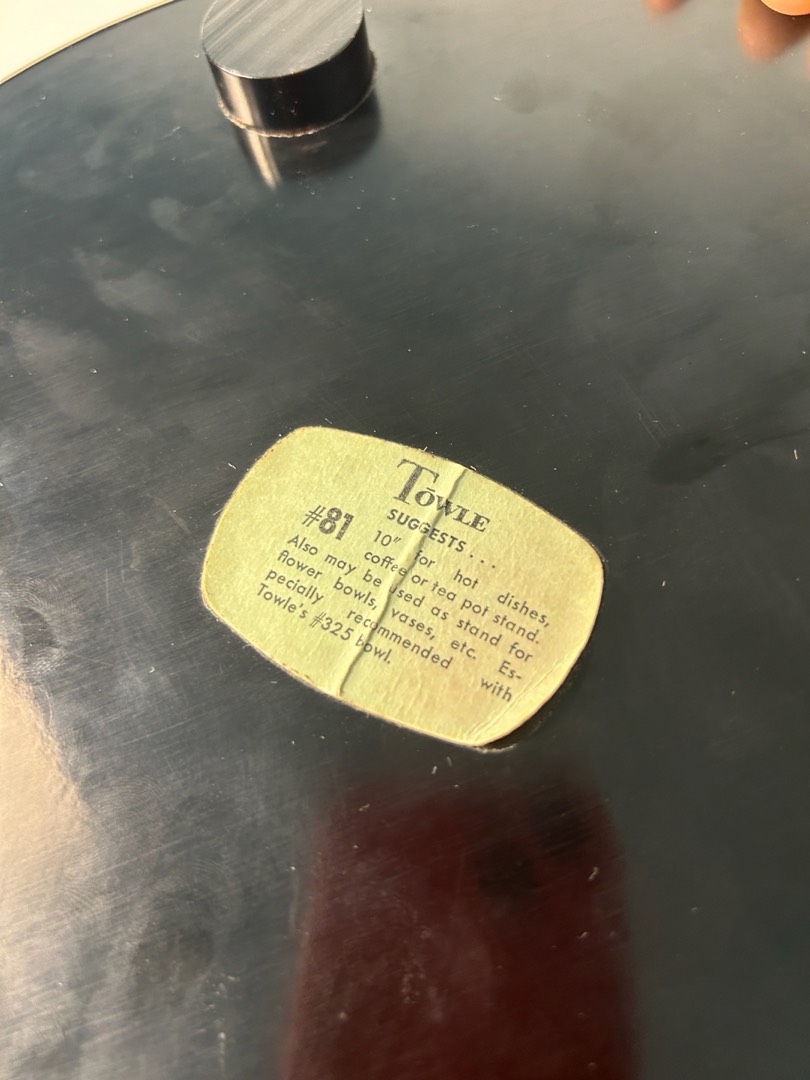 TŌWLE
SUGGESTS...
#81 10" for hot dishes,
coffee or tea pot stand.
Also may be used as stand for
flower bowls, vases, etc. Es-
pecially recommended with
Towle's #325 bowl.